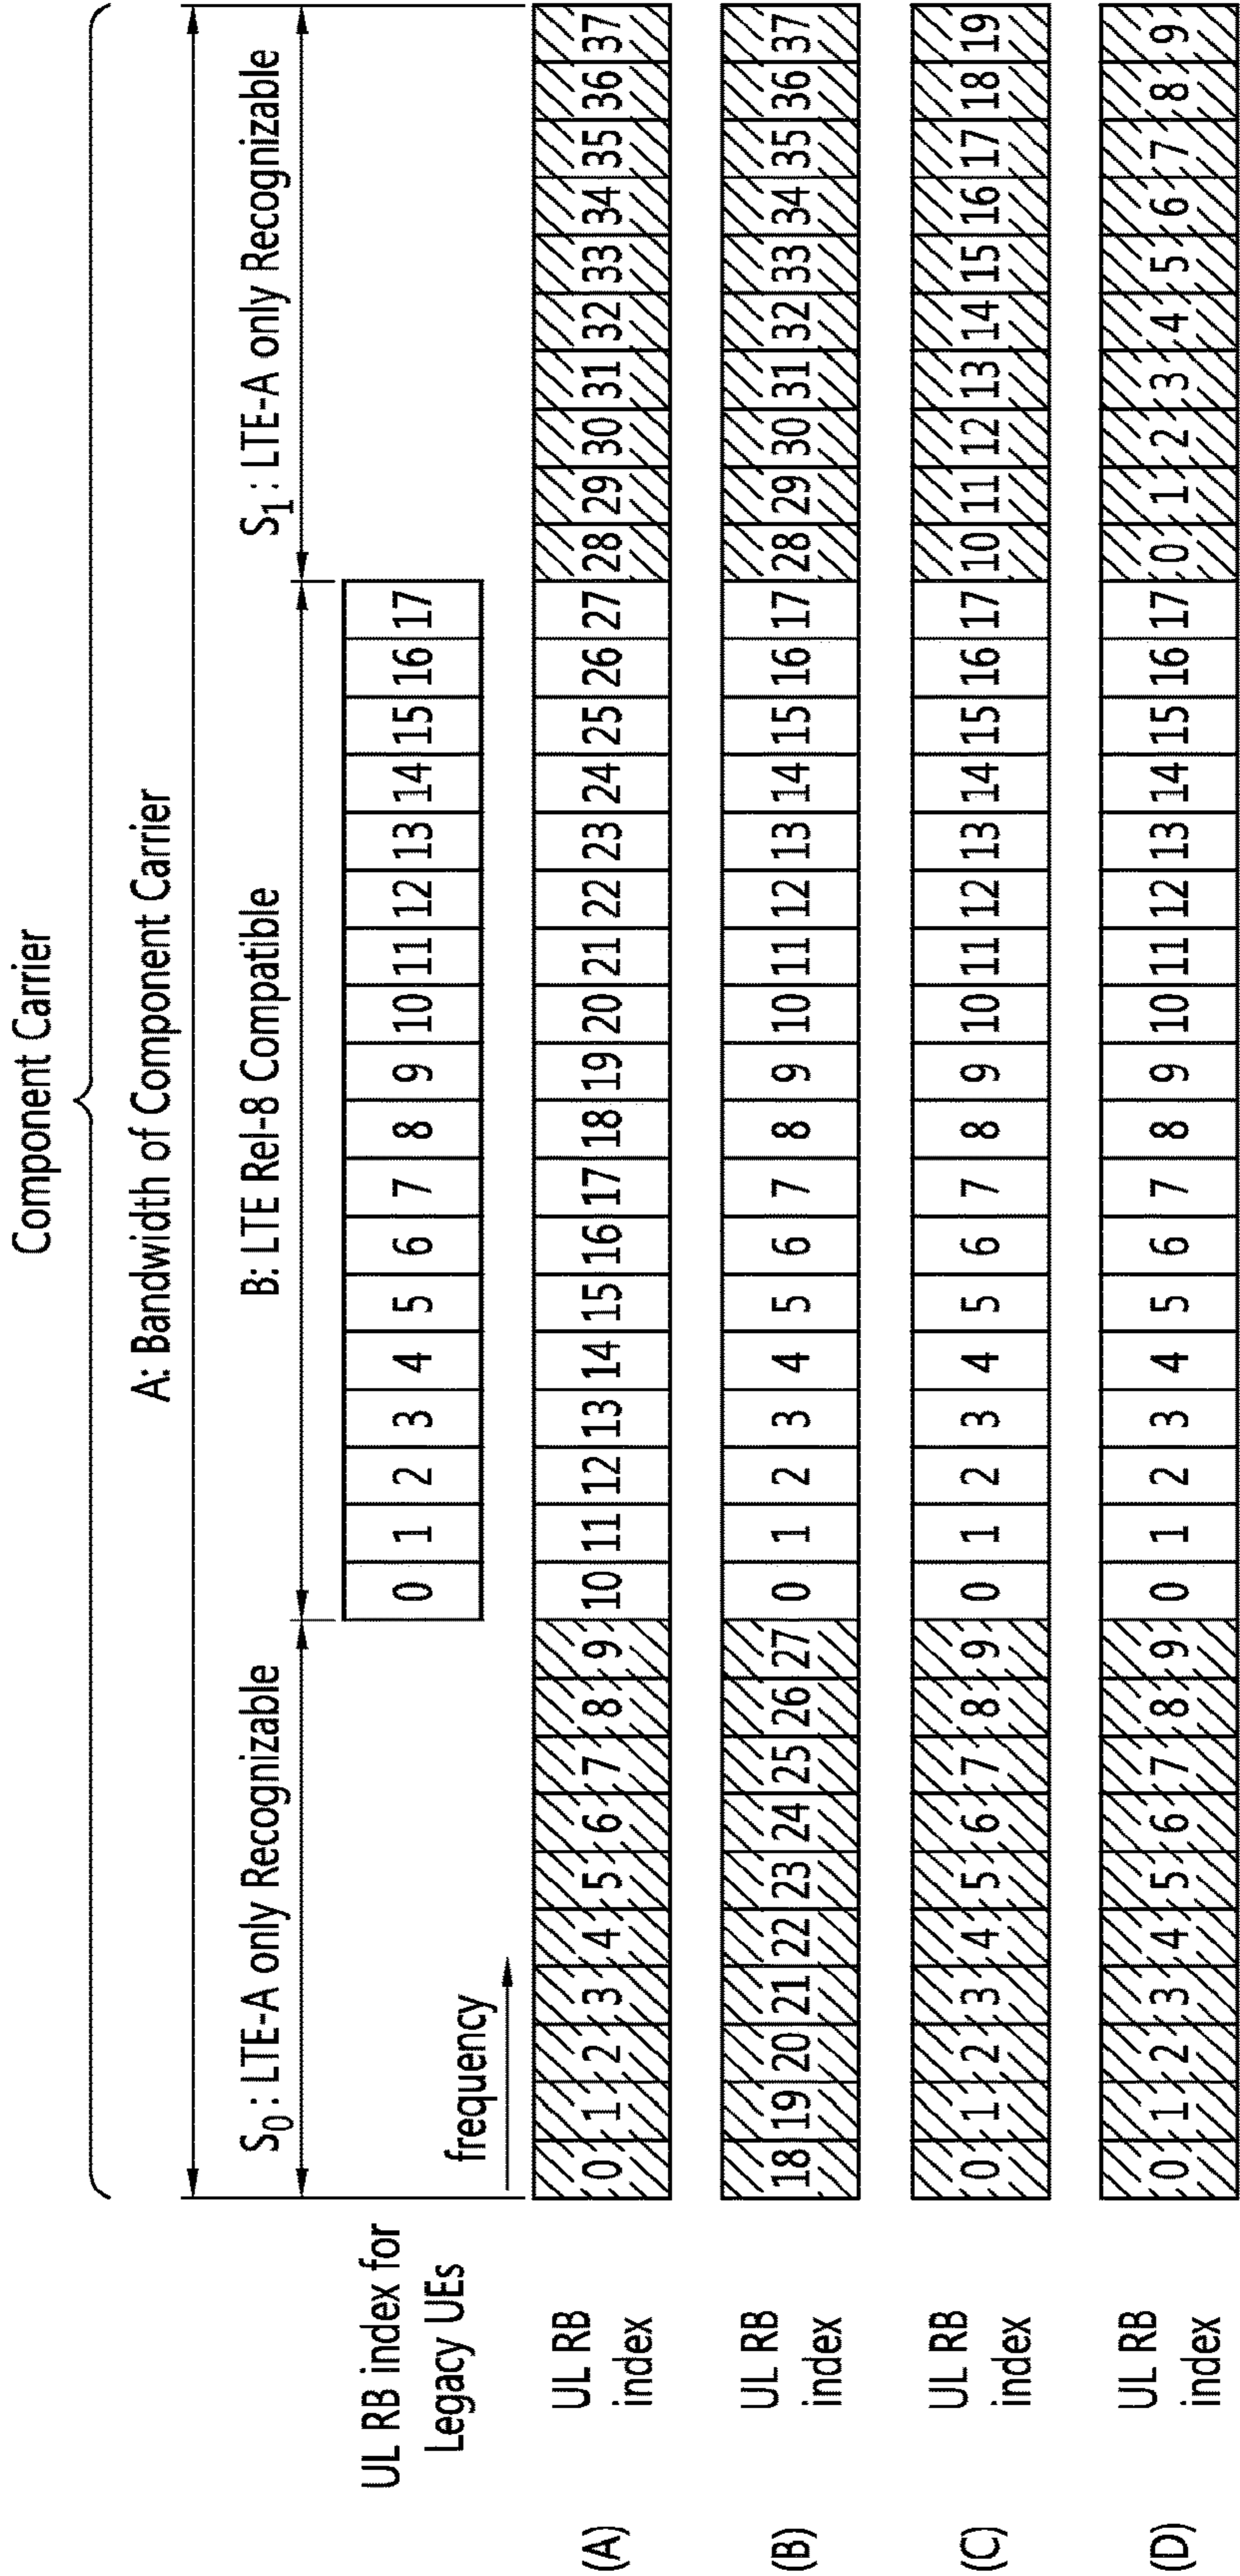 Component Carrier
A: Bandwidth of Component Carrier
S0 : LTE-A only Recognizable
B: LTE Rel-8 Compatible
S1 : LTE-A only Recognizable
UL RB index for
Legacy UEs
0 1 2 3 4 5 6 7 8 9 10 11 12 13 14 15 16 17
frequency
(A)
UL RB
index
0 1 2 3 4 5 6 7 8 9 10 11 12 13 14 15 16 17 18 19 20 21 22 23 24 25 26 27 28 29 30 31 32 33 34 35 36 37
(B)
UL RB
index
18 19 20 21 22 23 24 25 26 27 0 1 2 3 4 5 6 7 8 9 10 11 12 13 14 15 16 17 28 29 30 31 32 33 34 35 36 37
(C)
UL RB
index
0 1 2 3 4 5 6 7 8 9 0 1 2 3 4 5 6 7 8 9 10 11 12 13 14 15 16 17 10 11 12 13 14 15 16 17 18 19
(D)
UL RB
index
0 1 2 3 4 5 6 7 8 9 0 1 2 3 4 5 6 7 8 9 10 11 12 13 14 15 16 17 0 1 2 3 4 5 6 7 8 9